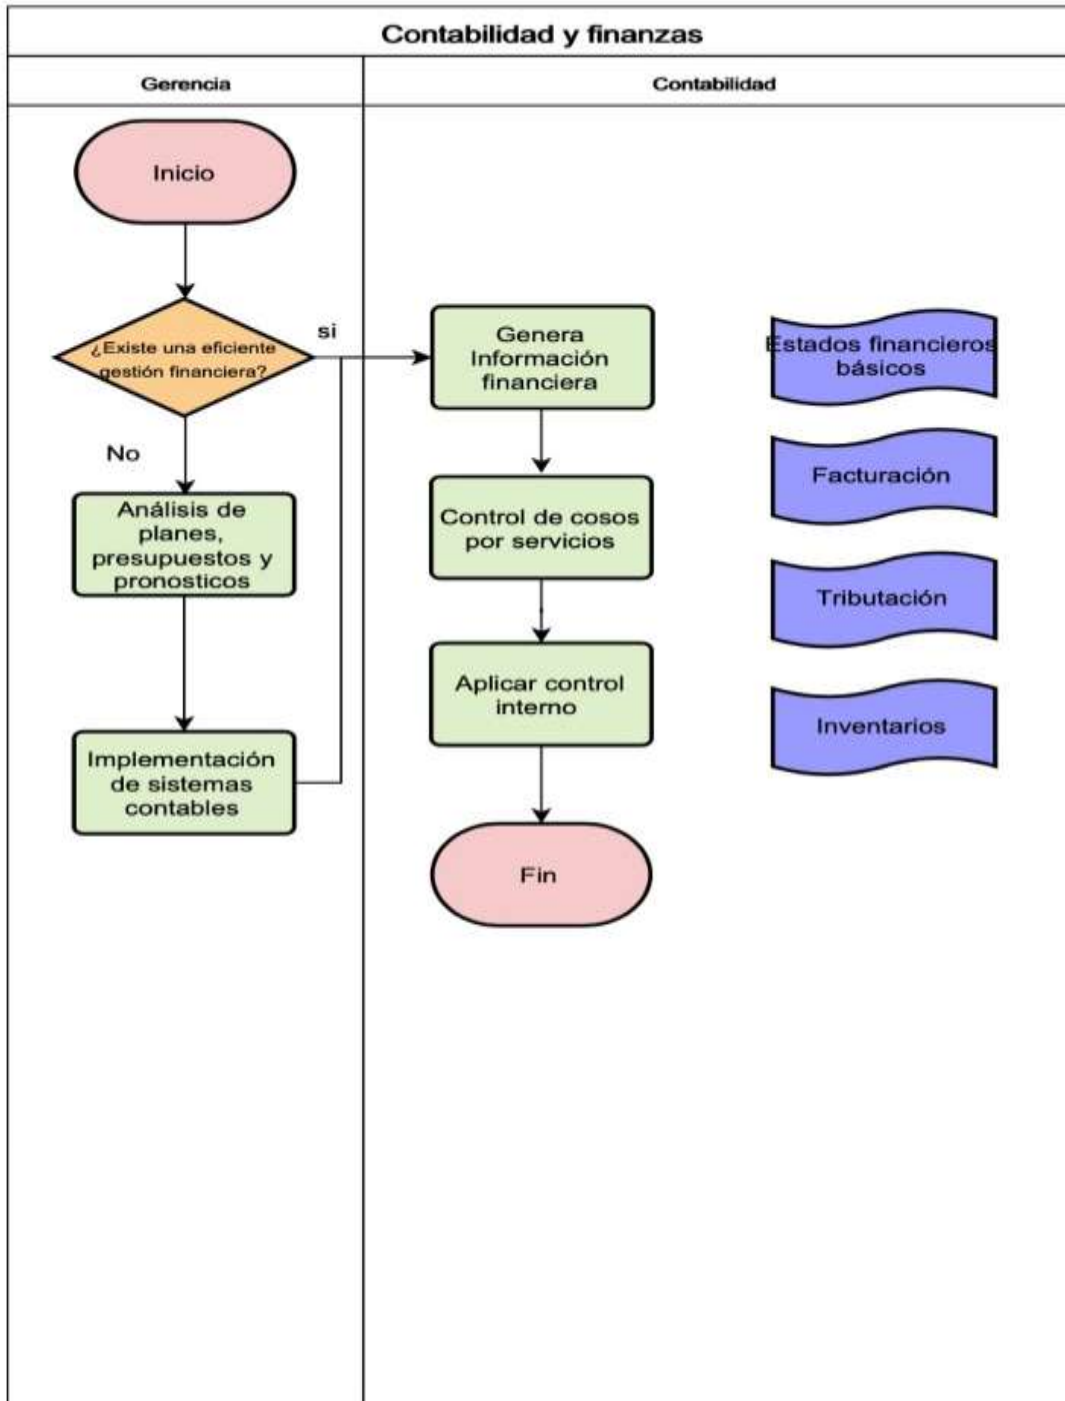 Contabilidad y finanzas
Gerencia
Contabilidad
Inicio
¿Existe una eficiente
gestión financiera?
si
No
Análisis de
planes,
presupuestos y
pronosticos
Implementación
de sistemas
contables
Genera
Información
financiera
Control de cosos
por servicios
Aplicar control
interno
Fin
Estados financieros
básicos
Facturación
Tributación
Inventarios